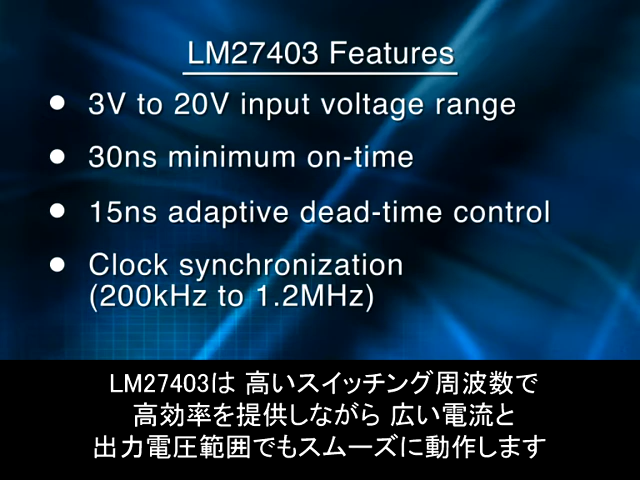 LM27403 Features
• 3V to 20V input voltage range
• 30ns minimum on-time
• 15ns adaptive dead-time control
• Clock synchronization
(200kHz to 1.2MHz)
LM27403は 高いスイッチング周波数で
高効率を提供しながら 広い電流と
出力電圧範囲でもスムーズに動作します